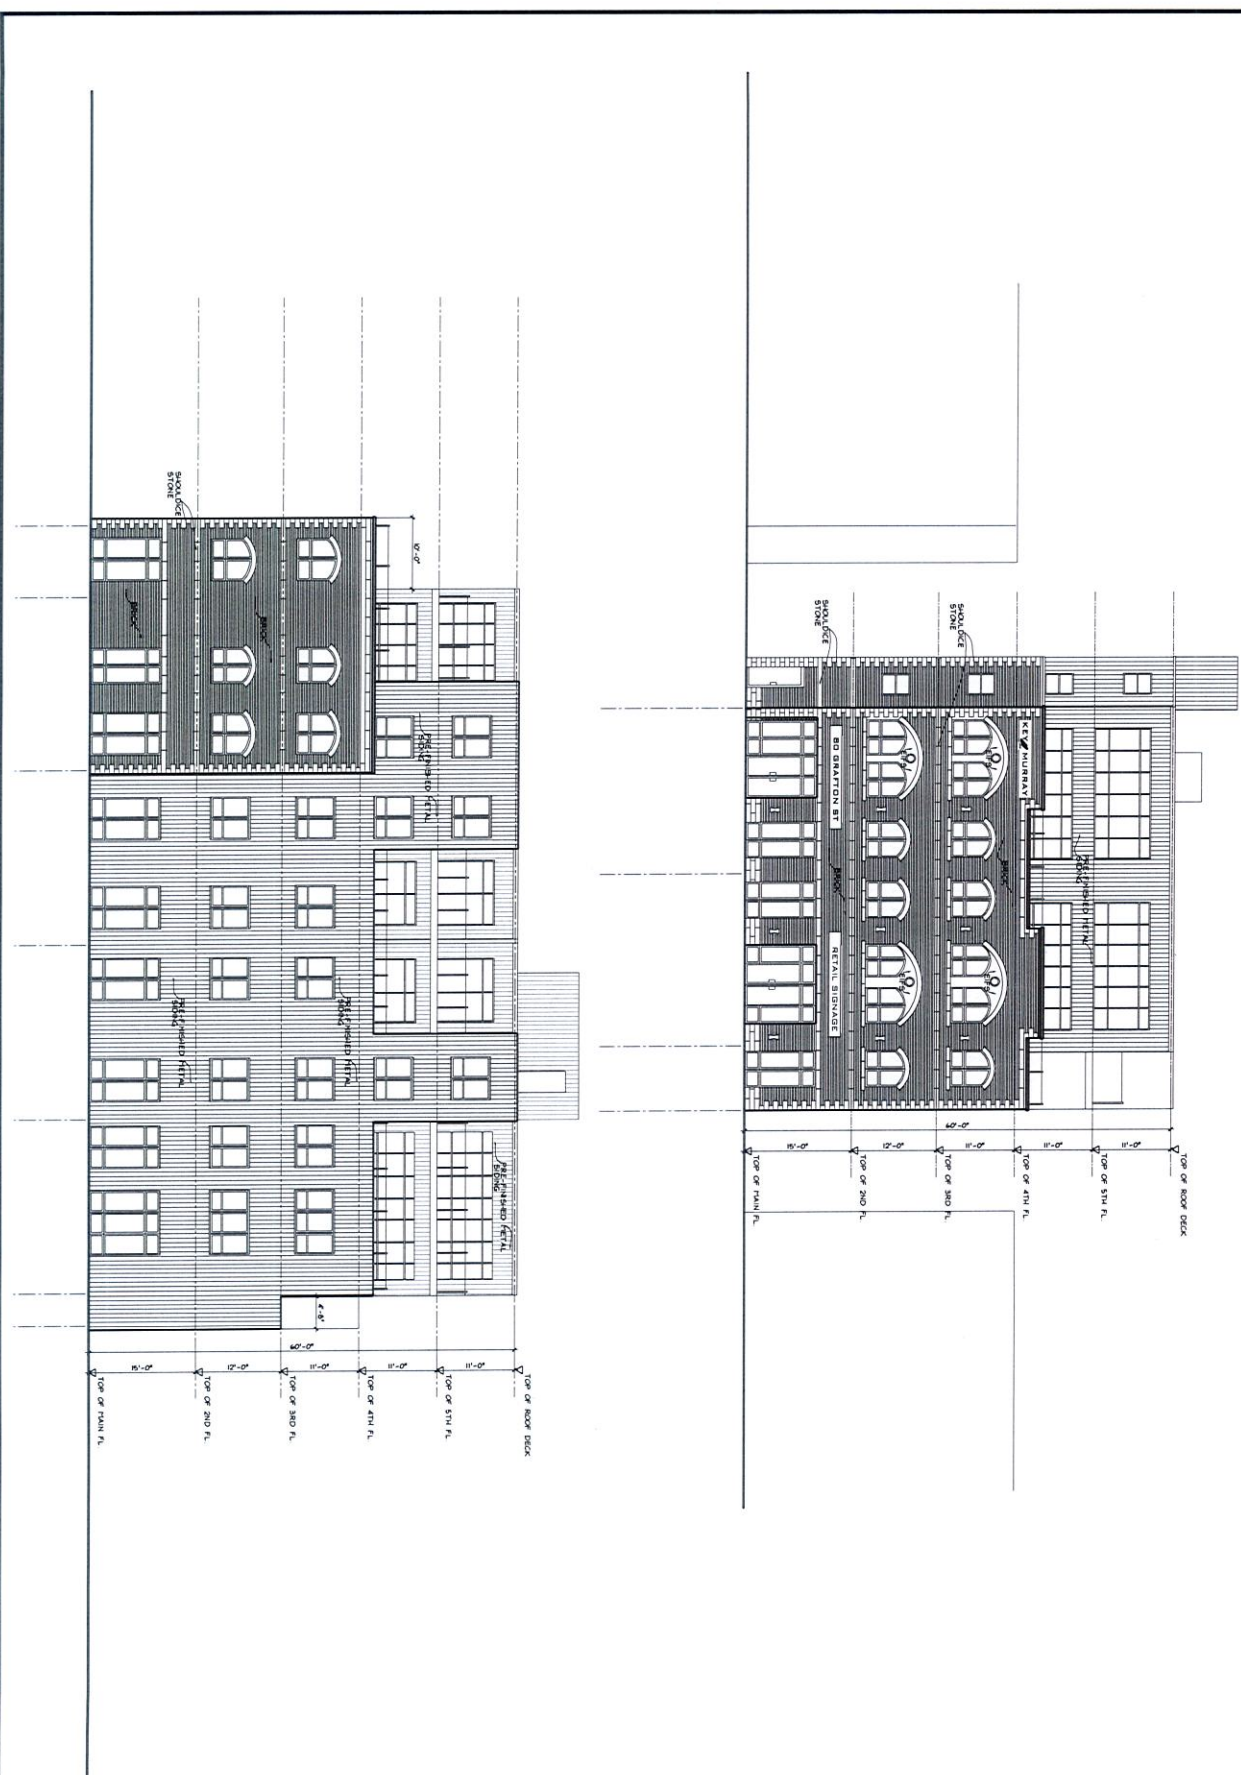 SHOULDICE
STONE
SHOULDICE
STONE
KEY MURRAY
80 GRAFTON ST
RETAIL SIGNAGE
EFS
EFS
EFS
EFS
BRICK
BRICK
PRE-FINISHED METAL
SIDING
60'-0"
15'-0"
12'-0"
11'-0"
11'-0"
11'-0"
TOP OF ROOF DECK
TOP OF 5TH FL
TOP OF 4TH FL
TOP OF 3RD FL
TOP OF 2ND FL
TOP OF MAIN FL
SHOULDICE
STONE
10'-0"
BRICK
BRICK
PRE-FINISHED METAL
SIDING
PRE-FINISHED METAL
SIDING
PRE-FINISHED METAL
SIDING
PRE-FINISHED METAL
SIDING
4'-8"
60'-0"
15'-0"
12'-0"
11'-0"
11'-0"
11'-0"
TOP OF ROOF DECK
TOP OF 5TH FL
TOP OF 4TH FL
TOP OF 3RD FL
TOP OF 2ND FL
TOP OF MAIN FL